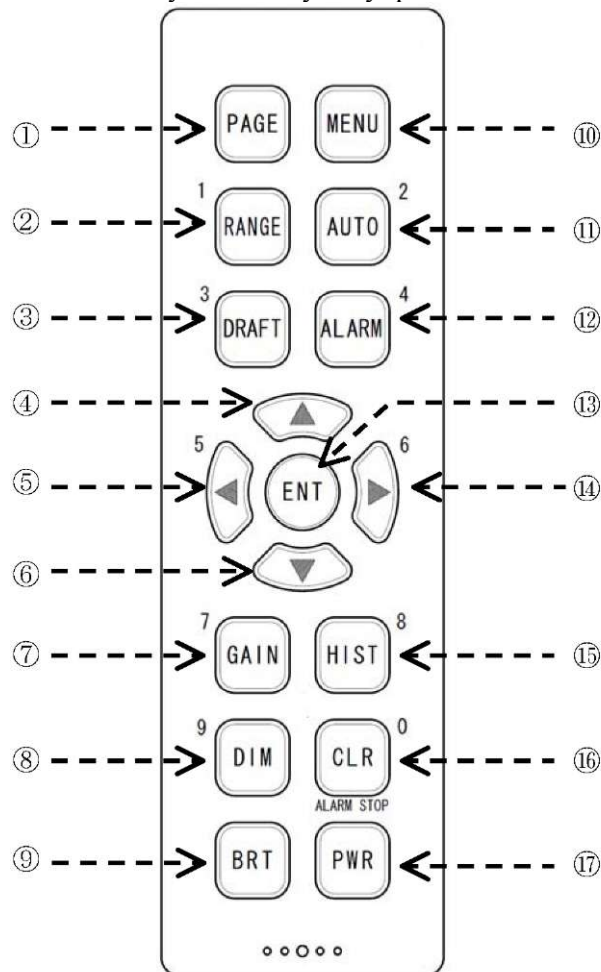 ① PAGE MENU ⑩
1 2
② RANGE AUTO ⑪
3 4
③ DRAFT ALARM ⑫
④ ⑬
5 6
⑤ ENT ⑭
⑥
7 8
⑦ GAIN HIST ⑮
9 0
⑧ DIM CLR ⑯
ALARM STOP
⑨ BRT PWR ⑰